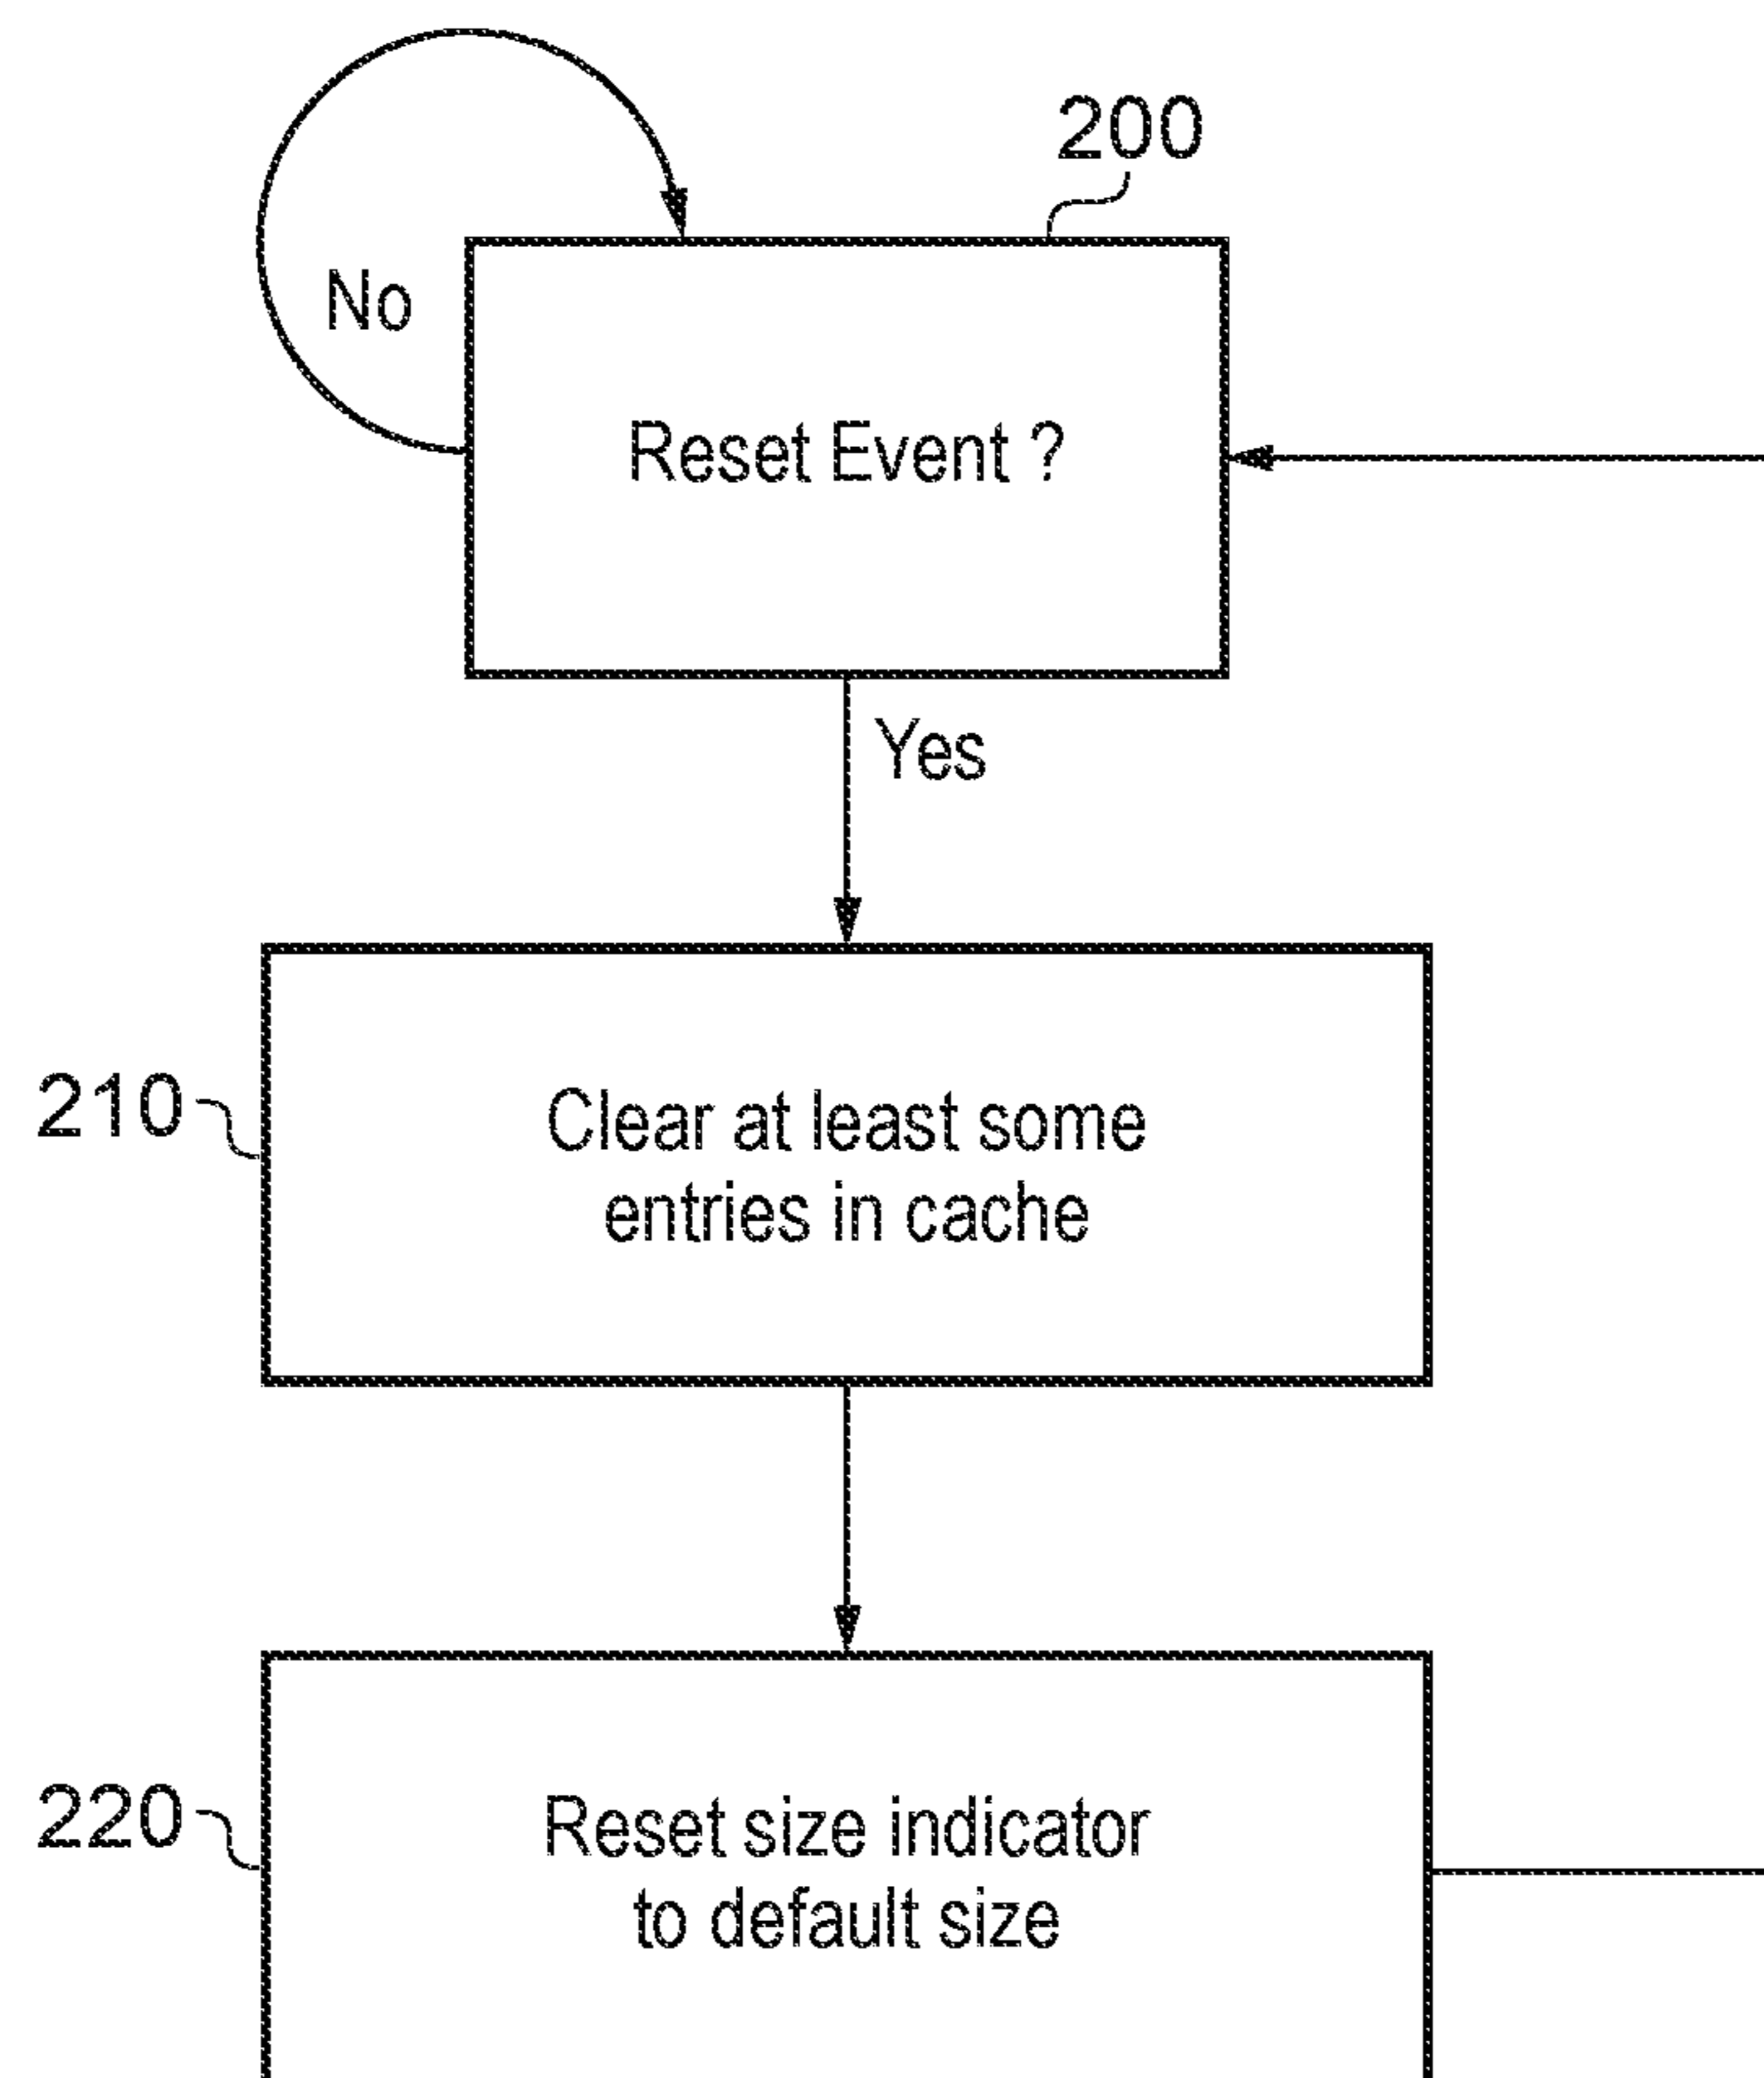 200
No
Reset Event ?
Yes
210
Clear at least some
entries in cache
220
Reset size indicator
to default size